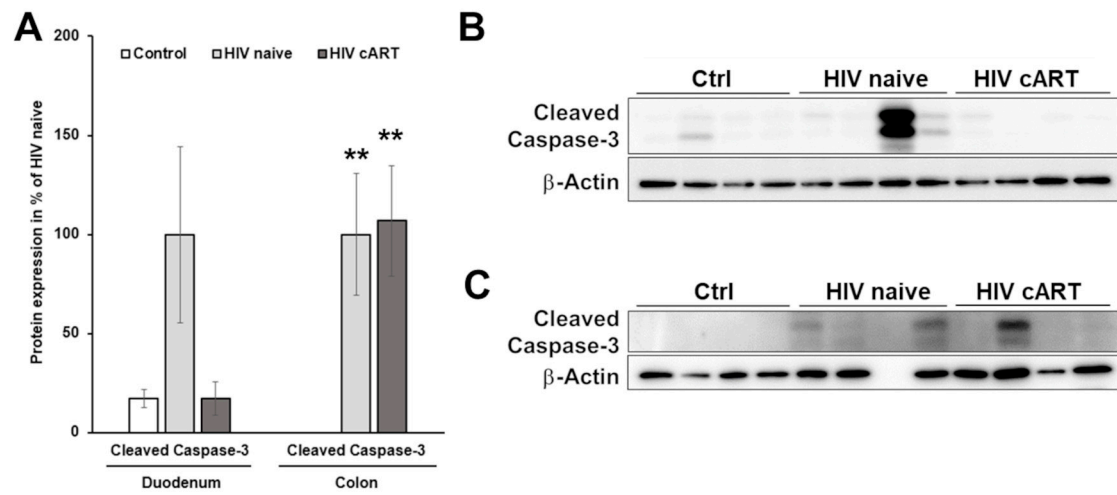 A
200
150
100
50
0
Protein expression in % of HIV naive
Control HIV naive HIV cART
** **
Cleaved Caspase-3 Cleaved Caspase-3
Duodenum Colon
B
Ctrl HIV naive HIV cART
Cleaved
Caspase-3
β-Actin
C
Ctrl HIV naive HIV cART
Cleaved
Caspase-3
β-Actin